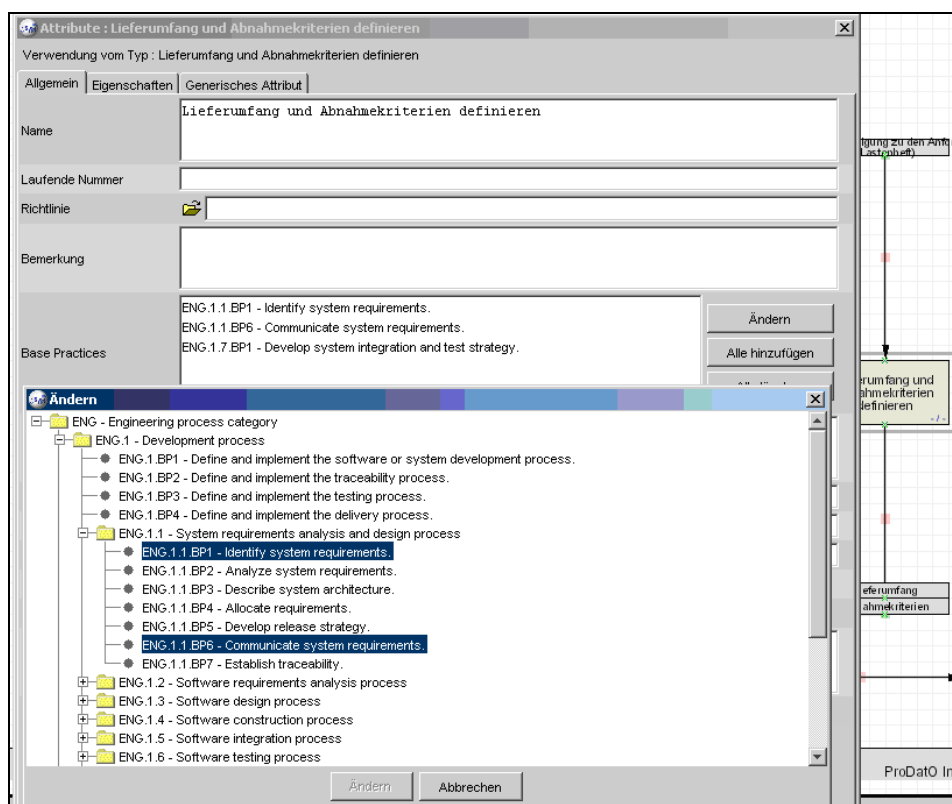 Attribute : Lieferumfang und Abnahmekriterien definieren
Verwendung vom Typ : Lieferumfang und Abnahmekriterien definieren
Allgemein Eigenschaften Generisches Attribut
Name
Lieferumfang und Abnahmekriterien definieren
Laufende Nummer
Richtlinie
Bemerkung
Base Practices
ENG.1.1.BP1 - Identify system requirements.
ENG.1.1.BP6 - Communicate system requirements.
ENG.1.7.BP1 - Develop system integration and test strategy.
Ändern
Alle hinzufügen
Ändern
ENG - Engineering process category
ENG.1 - Development process
ENG.1.BP1 - Define and implement the software or system development process.
ENG.1.BP2 - Define and implement the traceability process.
ENG.1.BP3 - Define and implement the testing process.
ENG.1.BP4 - Define and implement the delivery process.
ENG.1.1 - System requirements analysis and design process
ENG.1.1.BP1 - Identify system requirements.
ENG.1.1.BP2 - Analyze system requirements.
ENG.1.1.BP3 - Describe system architecture.
ENG.1.1.BP4 - Allocate requirements.
ENG.1.1.BP5 - Develop release strategy.
ENG.1.1.BP6 - Communicate system requirements.
ENG.1.1.BP7 - Establish traceability.
ENG.1.2 - Software requirements analysis process
ENG.1.3 - Software design process
ENG.1.4 - Software construction process
ENG.1.5 - Software integration process
ENG.1.6 - Software testing process
Ändern Abbrechen
igung zu den Anfo
Lastenheft)
erumfang und
ahmekriterien
definieren
- / -
eferumfang
ahmekriterien
ProDatO In